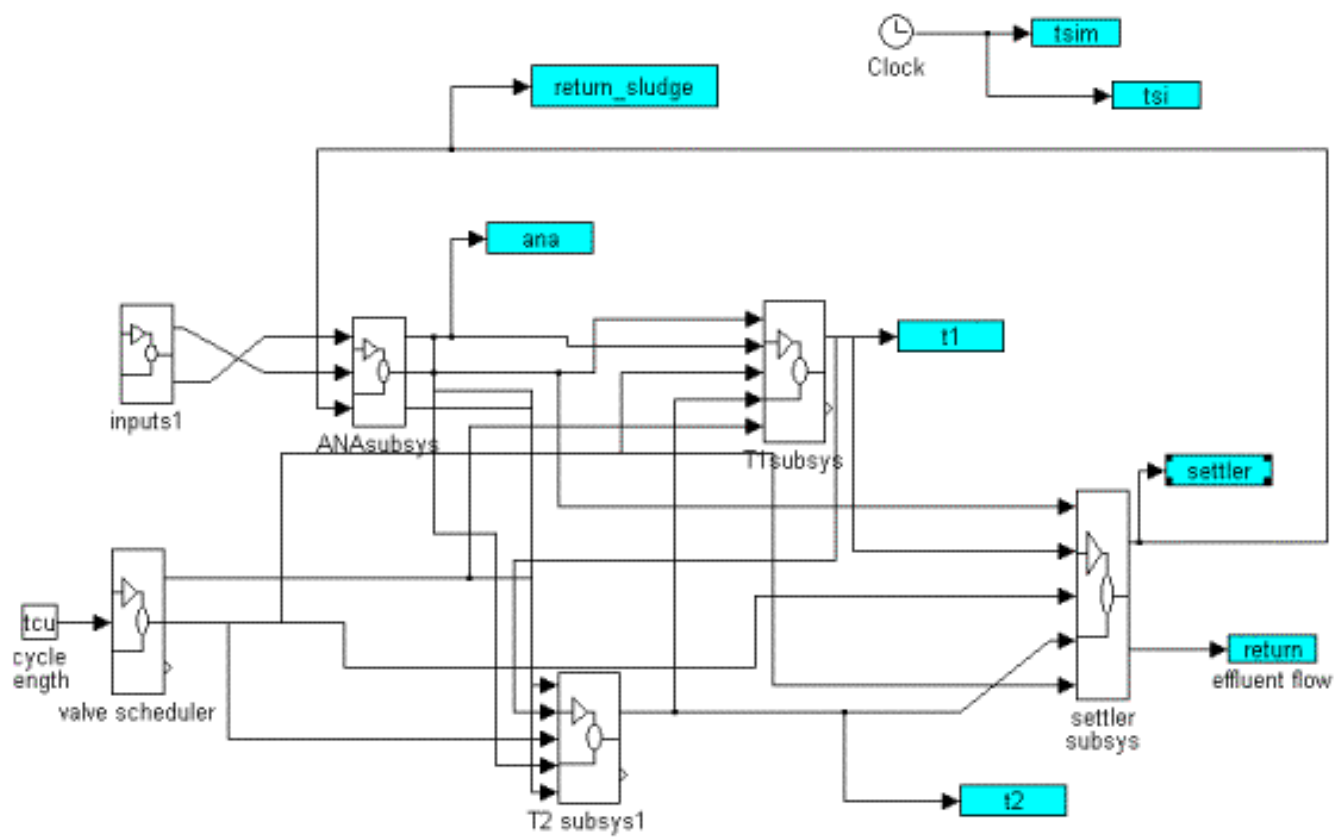 tsim
Clock
return_sludge
tsi
ana
t1
inputs1
ANAsubsys
T1subsys
settler
tcu
cycle
ength
valve scheduler
return
effluent flow
settler
subsys
t2
T2 subsys1